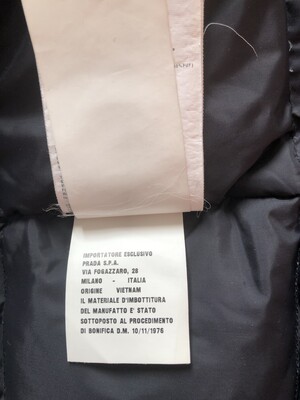 IMPORTATORE ESCLUSIVO
PRADA S.P.A.
VIA FOGAZZARO, 28
MILANO - ITALIA
ORIGINE VIETNAM
IL MATERIALE D'IMBOTTITURA
DEL MANUFATTO E' STATO
SOTTOPOSTO AL PROCEDIMENTO
DI BONIFICA D.M. 10/11/1976